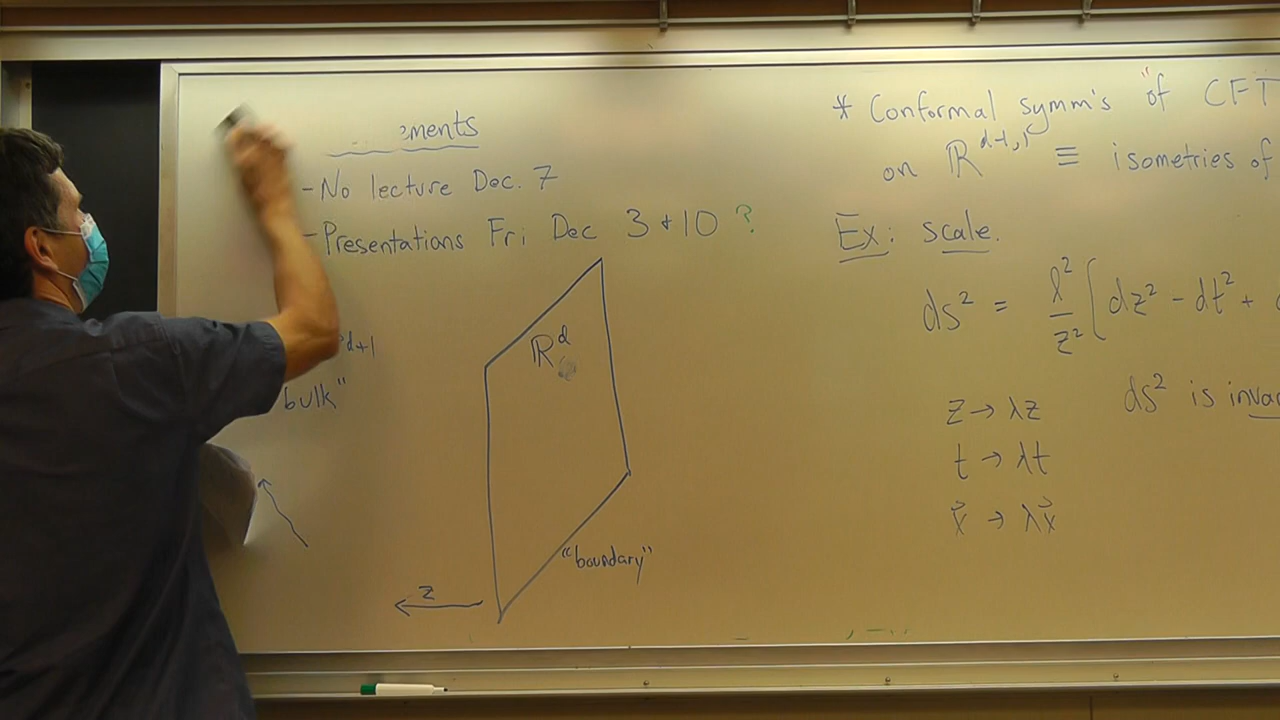 ements
- No lecture Dec. 7
- Presentations Fri Dec 3 + 10 ?
d+1
bulk"
ℝᵈ
"boundary"
z
* Conformal symm's "of CFT
on ℝ^{d-1,1} ≡ isometries of
Ex: scale.
ds² = l²/z² [dz² - dt² +
z → λz
ds² is inva
t → λt
x⃗ → λx⃗